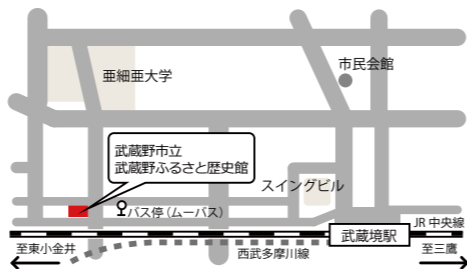 亜細亜大学
市民会館
武蔵野市立
武蔵野ふるさと歴史館
スイングビル
バス停（ムーバス）
JR 中央線
武蔵境駅
至東小金井
西武多摩川線
至三鷹